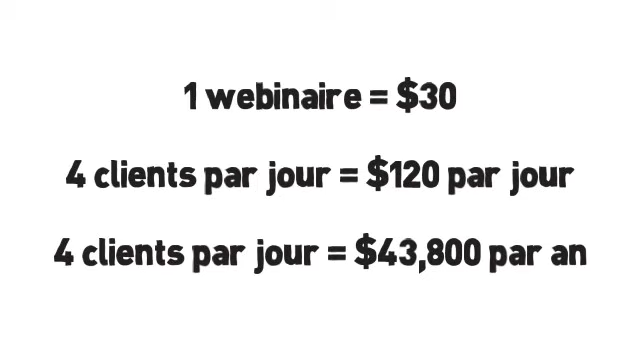 1 webinaire = $30
4 clients par jour = $120 par jour
4 clients par jour = $43,800 par an